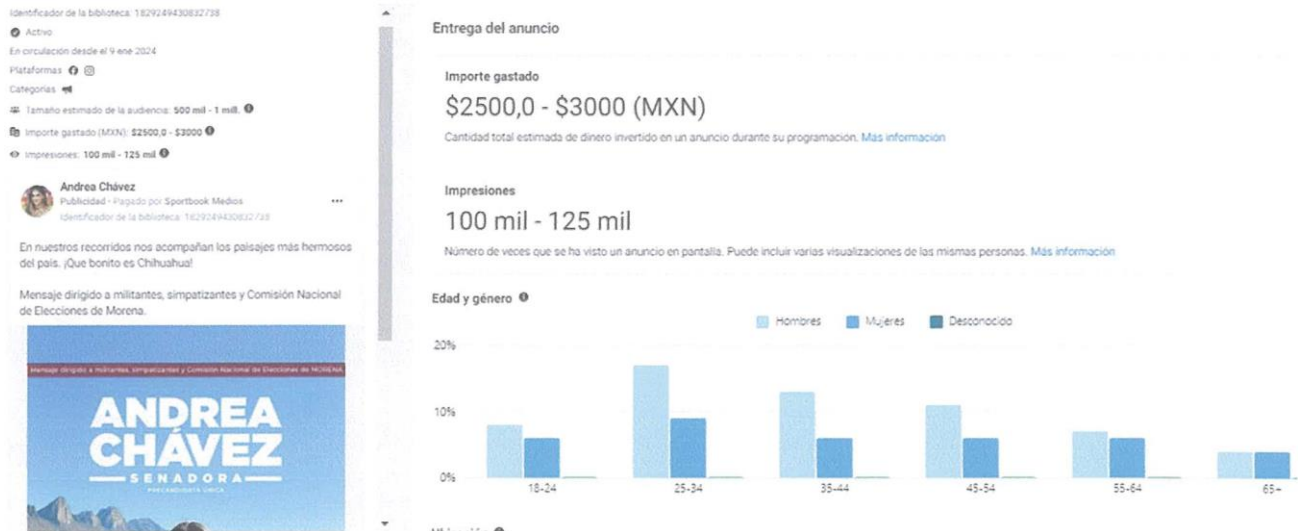 Identificador de la biblioteca: 1829249430832738
Activo
En circulación desde el 9 ene 2024
Plataformas
Categorías
Tamaño estimado de la audiencia: 500 mil - 1 mill.
Importe gastado (MXN): $2500,0 - $3000
Impresiones: 100 mil - 125 mil
Andrea Chávez
Publicidad · Pagado por Sportbook Medios
Identificador de la biblioteca: 1829249430832738
En nuestros recorridos nos acompañan los paisajes más hermosos
del país. ¡Que bonito es Chihuahua!
Mensaje dirigido a militantes, simpatizantes y Comisión Nacional
de Elecciones de Morena.
Mensaje dirigido a militantes, simpatizantes y Comisión Nacional de Elecciones de MORENA
ANDREA
CHÁVEZ
SENADORA
PRECANDIDATA ÚNICA
Entrega del anuncio
Importe gastado
$2500,0 - $3000 (MXN)
Cantidad total estimada de dinero invertido en un anuncio durante su programación. Más información
Impresiones
100 mil - 125 mil
Número de veces que se ha visto un anuncio en pantalla. Puede incluir varias visualizaciones de las mismas personas. Más información
Edad y género
Hombres Mujeres Desconocido
20%
10%
0%
18-24 25-34 35-44 45-54 55-64 65+